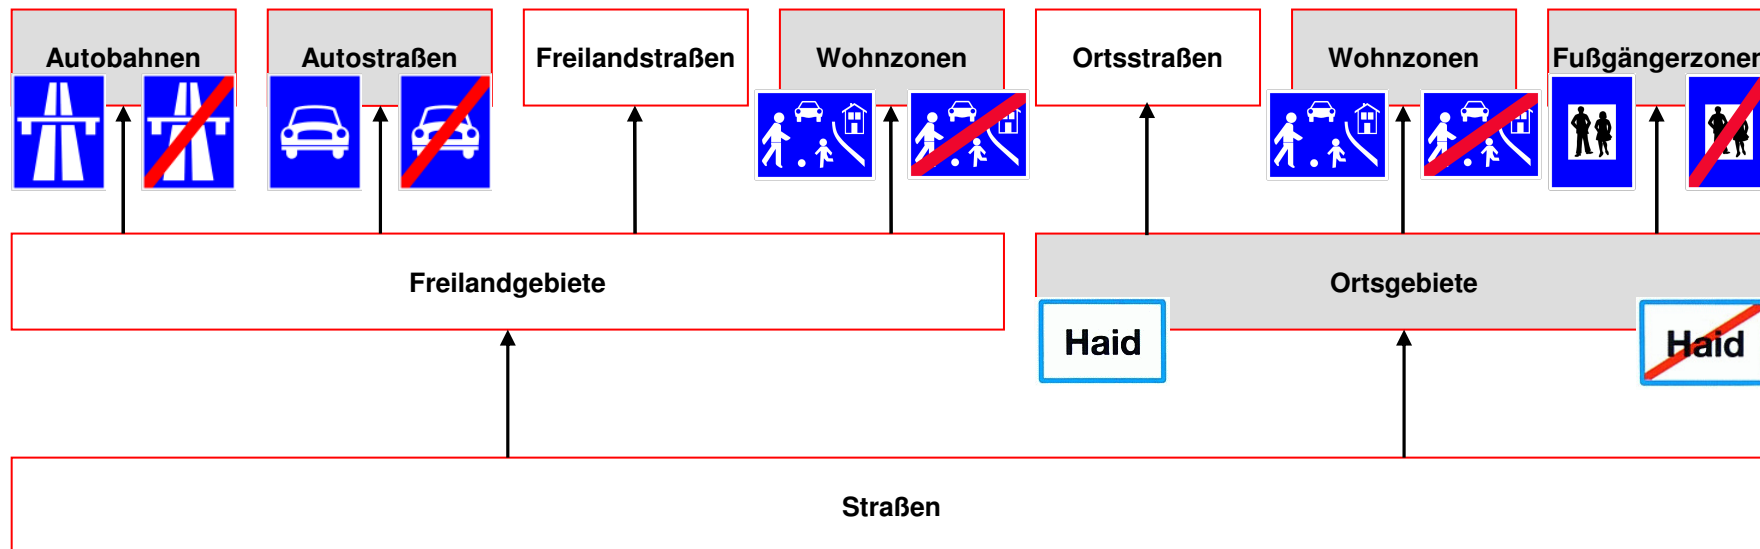 Autobahnen
Autostraßen
Freilandstraßen
Wohnzonen
Ortsstraßen
Wohnzonen
Fußgängerzonen
Freilandgebiete
Ortsgebiete
Haid
Haid
Straßen